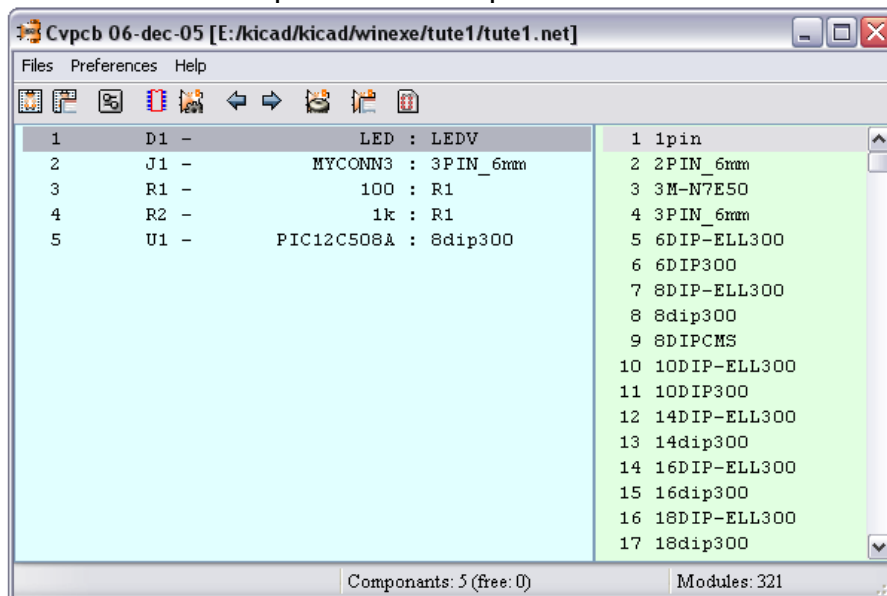 Cvpcb 06-dec-05 [E:/kicad/kicad/winexe/tute1/tute1.net]
Files Preferences Help
1 D1 - LED : LEDV
2 J1 - MYCONN3 : 3PIN_6mm
3 R1 - 100 : R1
4 R2 - 1k : R1
5 U1 - PIC12C508A : 8dip300
1 1pin
2 2PIN_6mm
3 3M-N7E50
4 3PIN_6mm
5 6DIP-ELL300
6 6DIP300
7 8DIP-ELL300
8 8dip300
9 8DIPCMS
10 10DIP-ELL300
11 10DIP300
12 14DIP-ELL300
13 14dip300
14 16DIP-ELL300
15 16dip300
16 18DIP-ELL300
17 18dip300
Componants: 5 (free: 0)
Modules: 321